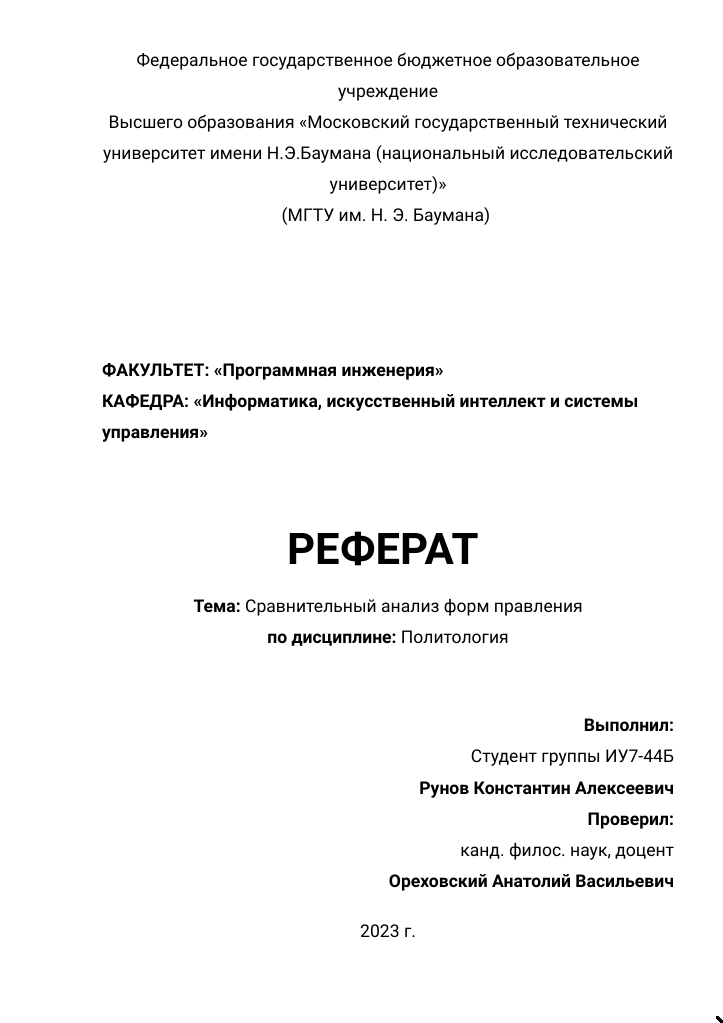 Федеральное государственное бюджетное образовательное
учреждение
Высшего образования «Московский государственный технический
университет имени Н.Э.Баумана (национальный исследовательский
университет)»
(МГТУ им. Н. Э. Баумана)
ФАКУЛЬТЕТ: «Программная инженерия»
КАФЕДРА: «Информатика, искусственный интеллект и системы
управления»
РЕФЕРАТ
Тема: Сравнительный анализ форм правления
по дисциплине: Политология
Выполнил:
Студент группы ИУ7-44Б
Рунов Константин Алексеевич
Проверил:
канд. филос. наук, доцент
Ореховский Анатолий Васильевич
2023 г.